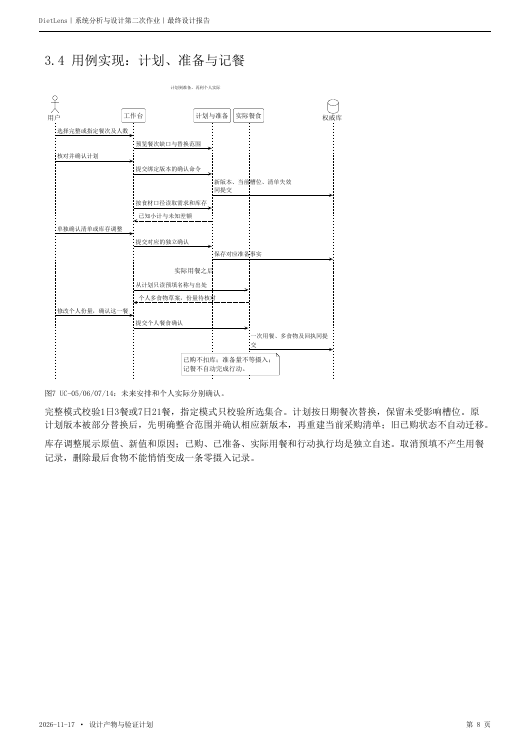 DietLens | 系统分析与设计第二次作业 | 最终设计报告
3.4 用例实现：计划、准备与记餐
计划到准备，再到个人实际
用户
工作台
计划与准备
实际餐食
权威库
选择完整或指定餐次及人数
预览餐次缺口与替换范围
核对并确认计划
提交绑定版本的确认命令
新版本、当前槽位、清单失效
同提交
按食材口径读取需求和库存
已知小计与未知差额
单独确认清单或库存调整
提交对应的独立确认
保存对应准备事实
实际用餐之后
从计划只读预填名称与出处
个人多食物草案，份量待核对
修改个人份量，确认这一餐
提交个人餐食确认
一次用餐、多食物及回执同提
交
已购不扣库；准备量不等摄入；
记餐不自动完成行动。
图7 UC-05/06/07/14：未来安排和个人实际分别确认。
完整模式校验1日3餐或7日21餐，指定模式只校验所选集合。计划按日期餐次替换，保留未受影响槽位。原
计划版本被部分替换后，先明确整合范围并确认相应新版本，再重建当前采购清单；旧已购状态不自动迁移。
库存调整展示原值、新值和原因；已购、已准备、实际用餐和行动执行均是独立自述。取消预填不产生用餐
记录，删除最后食物不能悄悄变成一条零摄入记录。
2026-11-17 • 设计产物与验证计划
第 8 页